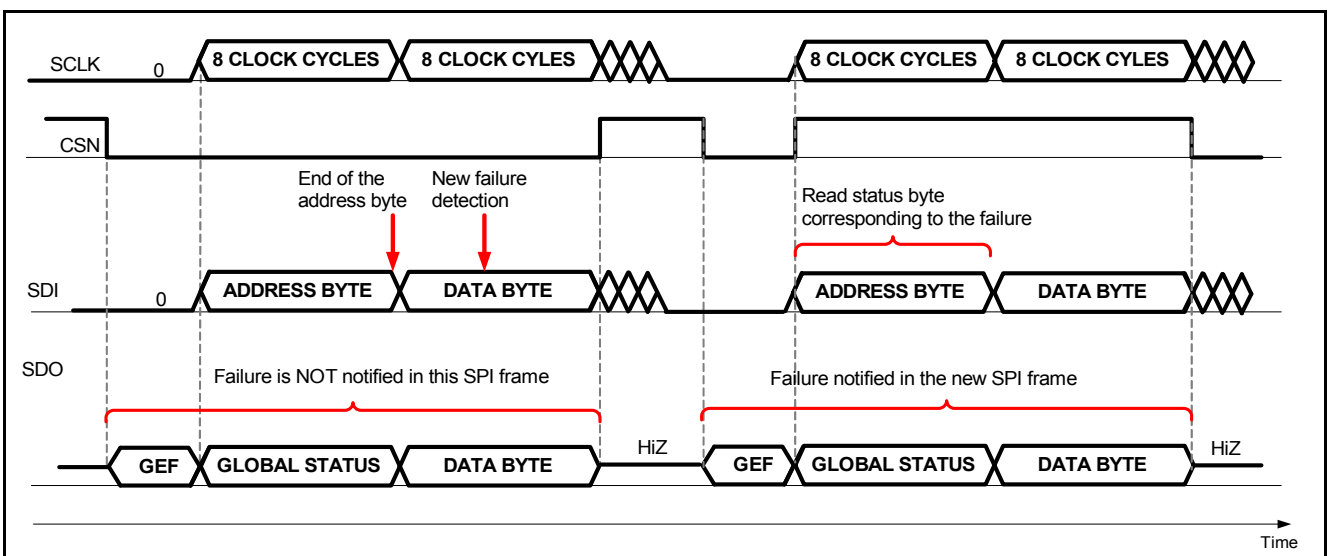 SCLK
0
8 CLOCK CYCLES
8 CLOCK CYLES
8 CLOCK CYCLES
8 CLOCK CYLES
CSN
End of the
address byte
New failure
detection
Read status byte
corresponding to the failure
SDI
0
ADDRESS BYTE
DATA BYTE
ADDRESS BYTE
DATA BYTE
SDO
Failure is NOT notified in this SPI frame
Failure notified in the new SPI frame
GEF
GLOBAL STATUS
DATA BYTE
HiZ
GEF
GLOBAL STATUS
DATA BYTE
HiZ
Time